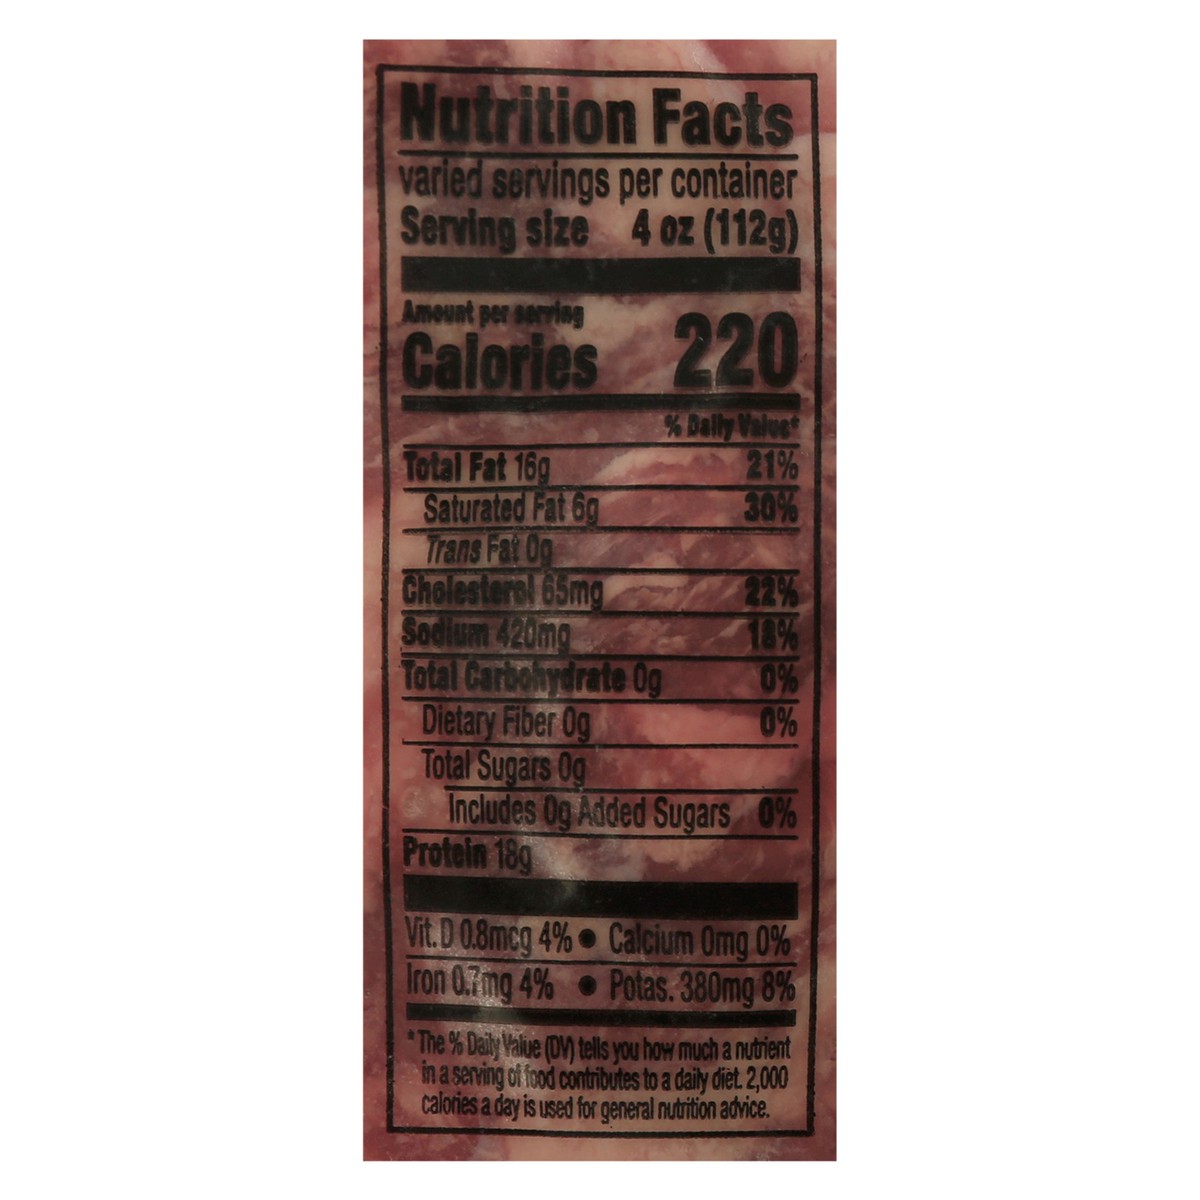 Nutrition Facts
varied servings per container
Serving size 4 oz (112g)
Amount per serving
Calories 220
% Daily Value*
Total Fat 16g 21%
Saturated Fat 6g 30%
Trans Fat 0g
Cholesterol 65mg 22%
Sodium 420mg 18%
Total Carbohydrate 0g 0%
Dietary Fiber 0g 0%
Total Sugars 0g
Includes 0g Added Sugars 0%
Protein 18g
Vit. D 0.8mcg 4% • Calcium 0mg 0%
Iron 0.7mg 4% • Potas. 380mg 8%
* The % Daily Value (DV) tells you how much a nutrient
in a serving of food contributes to a daily diet. 2,000
calories a day is used for general nutrition advice.